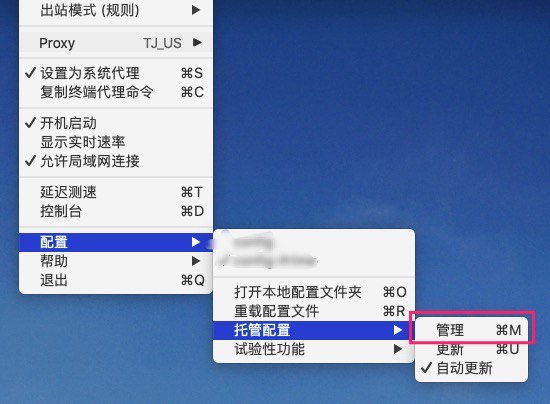 出站模式 (规则) ▶
Proxy TJ_US ▶
✓ 设置为系统代理 ⌘S
复制终端代理命令 ⌘C
✓ 开机启动
显示实时速率
✓ 允许局域网连接
延迟测速 ⌘T
控制台 ⌘D
配置 ▶
帮助 ▶
退出 ⌘Q
打开本地配置文件夹 ⌘O
重载配置文件 ⌘R
托管配置 ▶
试验性功能 ▶
管理 ⌘M
更新 ⌘U
✓ 自动更新